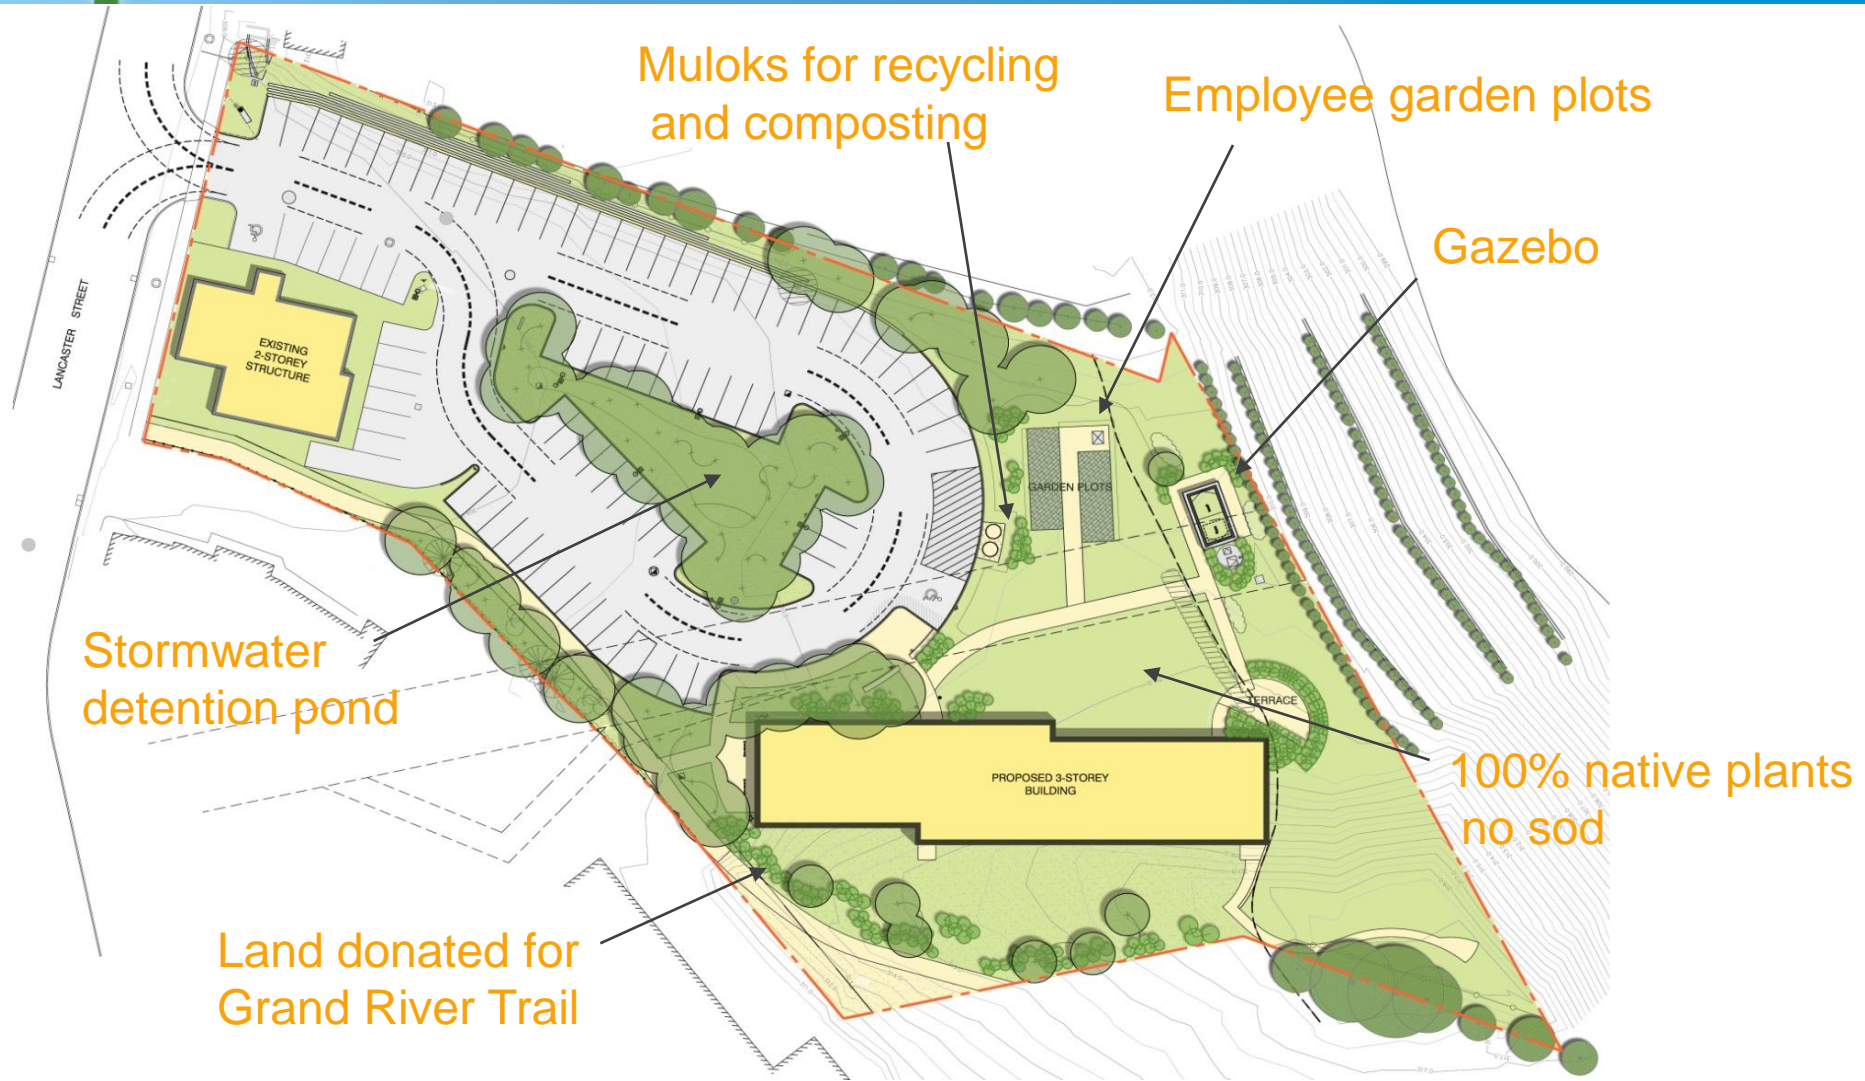 Muloks for recycling
and composting
Employee garden plots
Gazebo
LANCASTER STREET
EXISTING
2-STOREY
STRUCTURE
GARDEN PLOTS
Stormwater
detention pond
TERRACE
PROPOSED 3-STOREY
BUILDING
100% native plants
no sod
Land donated for
Grand River Trail